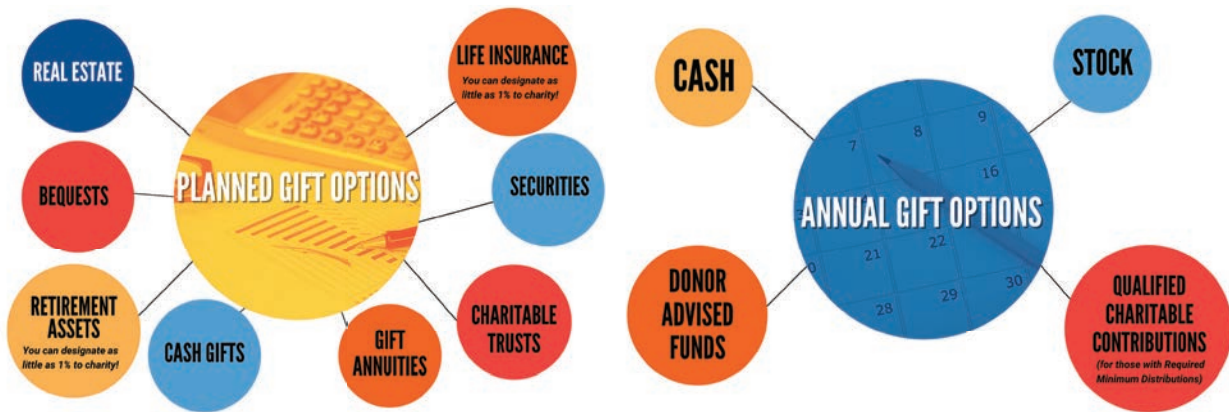 REAL ESTATE
LIFE INSURANCE
You can designate as
little as 1% to charity!
BEQUESTS
PLANNED GIFT OPTIONS
SECURITIES
RETIREMENT
ASSETS
You can designate as
little as 1% to charity!
CASH GIFTS
GIFT
ANNUITIES
CHARITABLE
TRUSTS
CASH
STOCK
7
8
9
16
ANNUAL GIFT OPTIONS
21
22
28
29
30
DONOR
ADVISED
FUNDS
QUALIFIED
CHARITABLE
CONTRIBUTIONS
(for those with Required
Minimum Distributions)